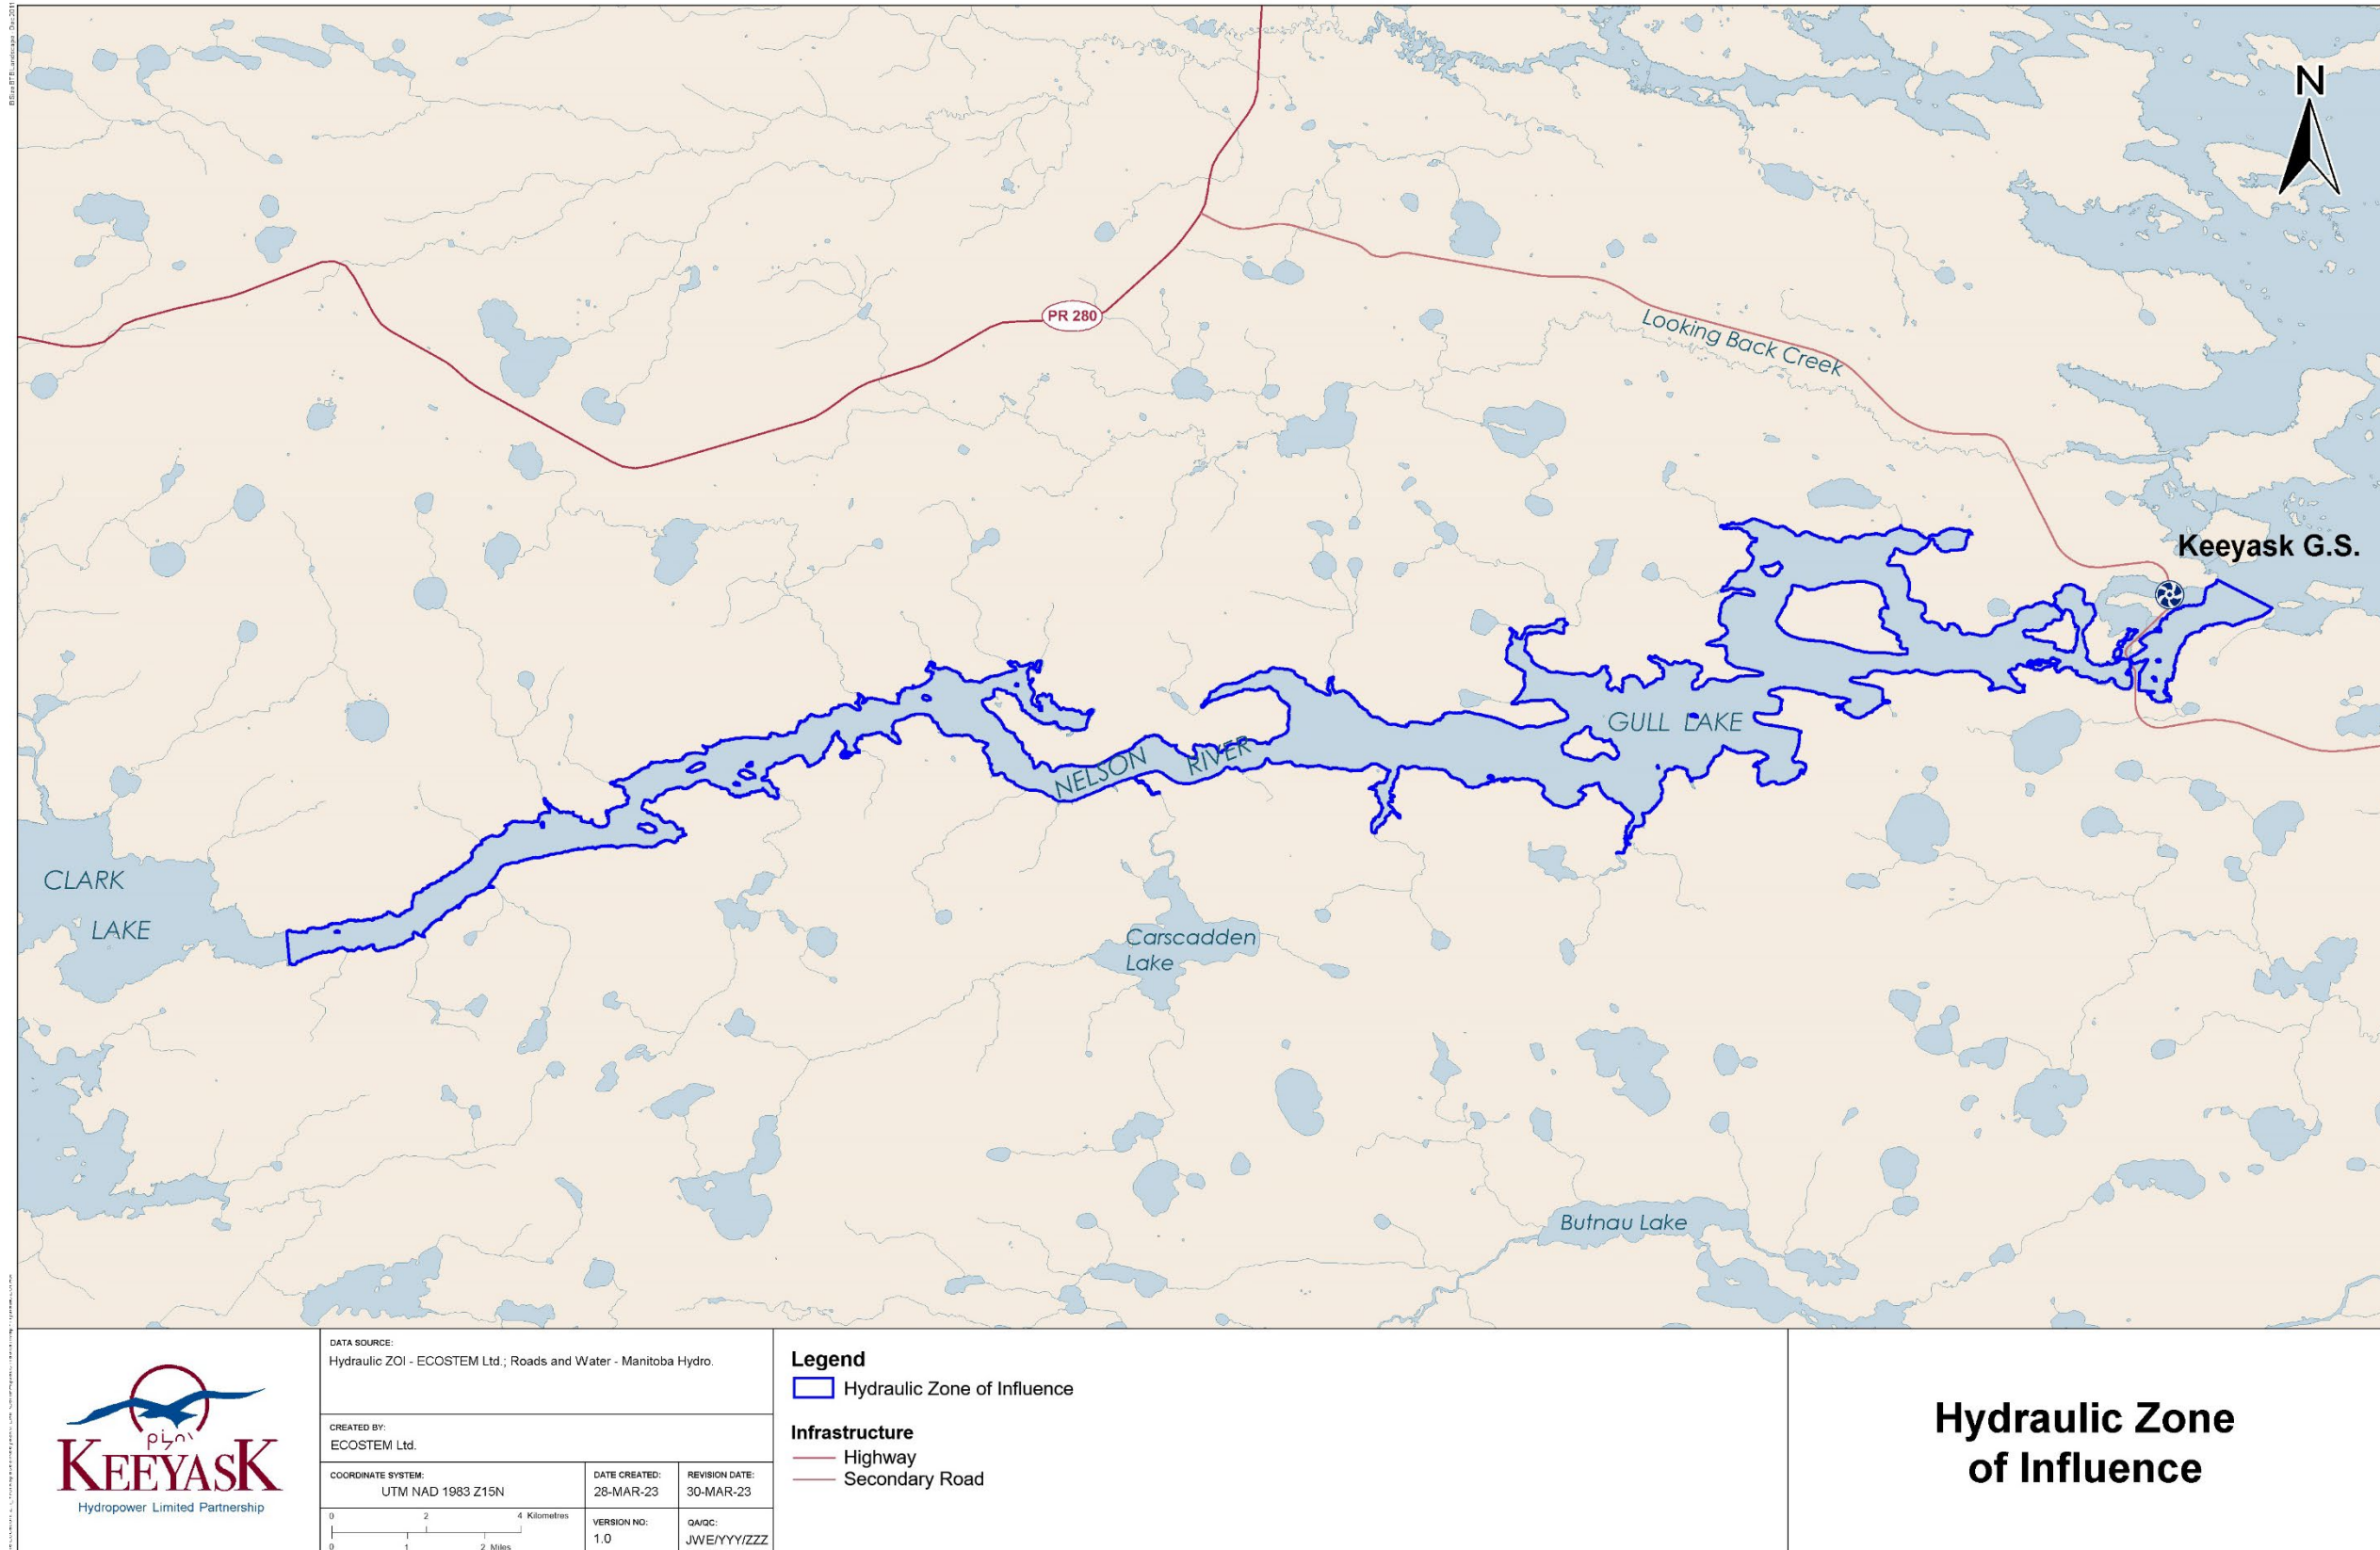 N
PR 280
Looking Back Creek
Keeyask G.S.
GULL LAKE
NELSON RIVER
CLARK
LAKE
Carscadden
Lake
Butnau Lake
KEEYASK
Hydropower Limited Partnership
DATA SOURCE:
Hydraulic ZOI - ECOSTEM Ltd.; Roads and Water - Manitoba Hydro.
CREATED BY:
ECOSTEM Ltd.
COORDINATE SYSTEM:
UTM NAD 1983 Z15N
DATE CREATED:
28-MAR-23
REVISION DATE:
30-MAR-23
0 2 4 Kilometres
0 1 2 Miles
VERSION NO:
1.0
QA/QC:
JWE/YYY/ZZZ
Legend
Hydraulic Zone of Influence
Infrastructure
Highway
Secondary Road
Hydraulic Zone
of Influence